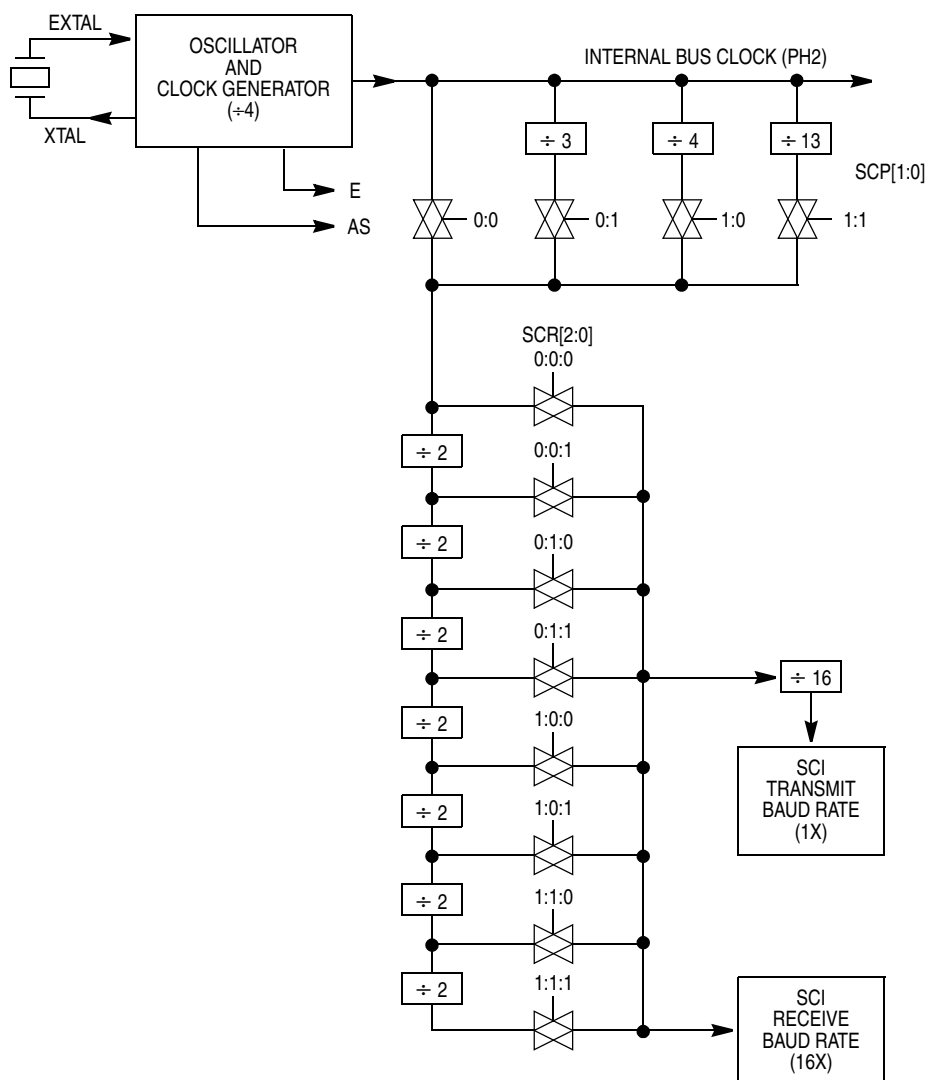 EXTAL
XTAL
OSCILLATOR
AND
CLOCK GENERATOR
(÷4)
E
AS
INTERNAL BUS CLOCK (PH2)
÷ 3
÷ 4
÷ 13
SCP[1:0]
0:0
0:1
1:0
1:1
SCR[2:0]
0:0:0
÷ 2
0:0:1
÷ 2
0:1:0
÷ 2
0:1:1
÷ 2
1:0:0
÷ 2
1:0:1
÷ 2
1:1:0
÷ 2
1:1:1
÷ 16
SCI
TRANSMIT
BAUD RATE
(1X)
SCI
RECEIVE
BAUD RATE
(16X)